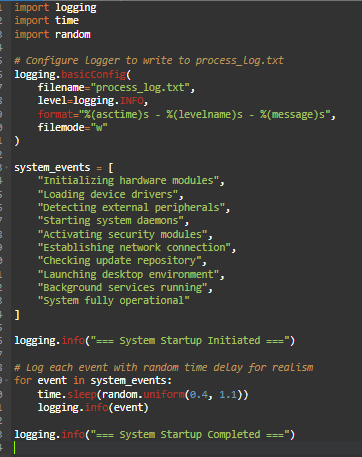 import logging
import time
import random

# Configure Logger to write to process_log.txt
logging.basicConfig(
    filename="process_log.txt",
    level=logging.INFO,
    format="%(asctime)s - %(levelname)s - %(message)s",
    filemode="w"
)

system_events = [
    "Initializing hardware modules",
    "Loading device drivers",
    "Detecting external peripherals",
    "Starting system daemons",
    "Activating security modules",
    "Establishing network connection",
    "Checking update repository",
    "Launching desktop environment",
    "Background services running",
    "System fully operational"
]

logging.info("=== System Startup Initiated ===")

# Log each event with random time delay for realism
for event in system_events:
    time.sleep(random.uniform(0.4, 1.1))
    logging.info(event)

logging.info("=== System Startup Completed ===")